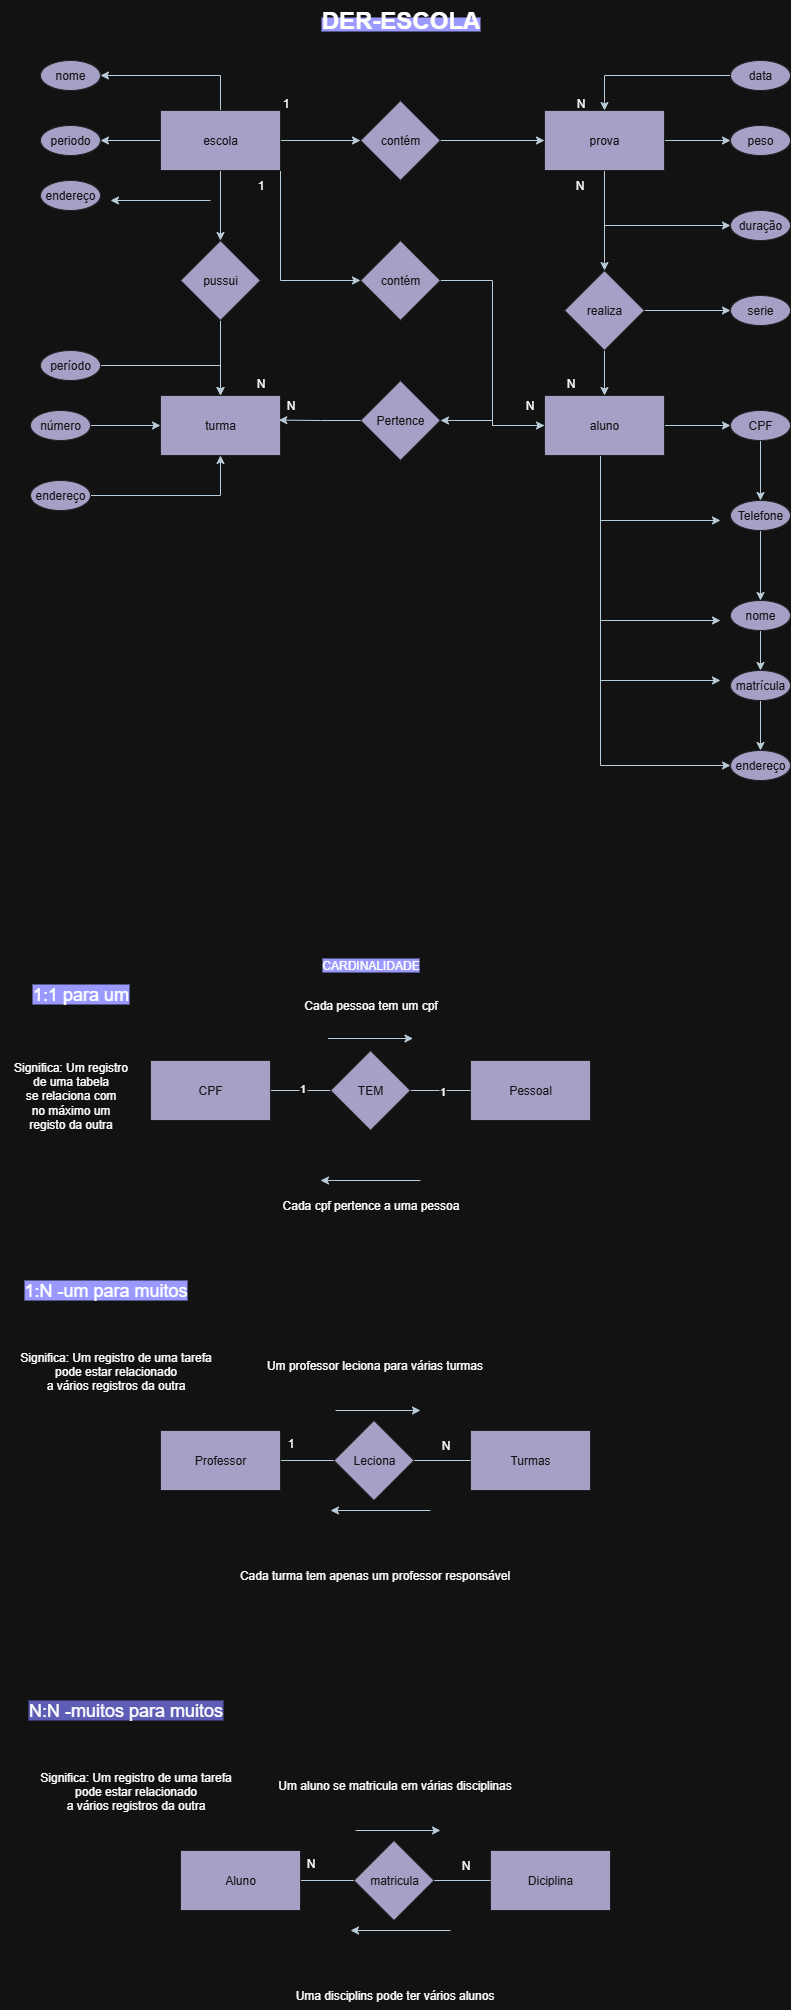 DER-ESCOLA
nome
data
1
N
periodo
escola
contém
prova
peso
endereço
1
N
duração
pussui
contém
realiza
serie
período
N
N
N
N
número
turma
Pertence
aluno
CPF
endereço
Telefone
nome
matrícula
endereço
CARDINALIDADE
1:1 para um
Cada pessoa tem um cpf
Significa: Um registro
de uma tabela
se relaciona com
no máximo um
registo da outra
CPF
1
TEM
1
Pessoal
Cada cpf pertence a uma pessoa
1:N -um para muitos
Significa: Um registro de uma tarefa
pode estar relacionado
a vários registros da outra
Um professor leciona para várias turmas
Professor
1
Leciona
N
Turmas
Cada turma tem apenas um professor responsável
N:N -muitos para muitos
Significa: Um registro de uma tarefa
pode estar relacionado
a vários registros da outra
Um aluno se matricula em várias disciplinas
Aluno
N
matricula
N
Diciplina
Uma disciplins pode ter vários alunos